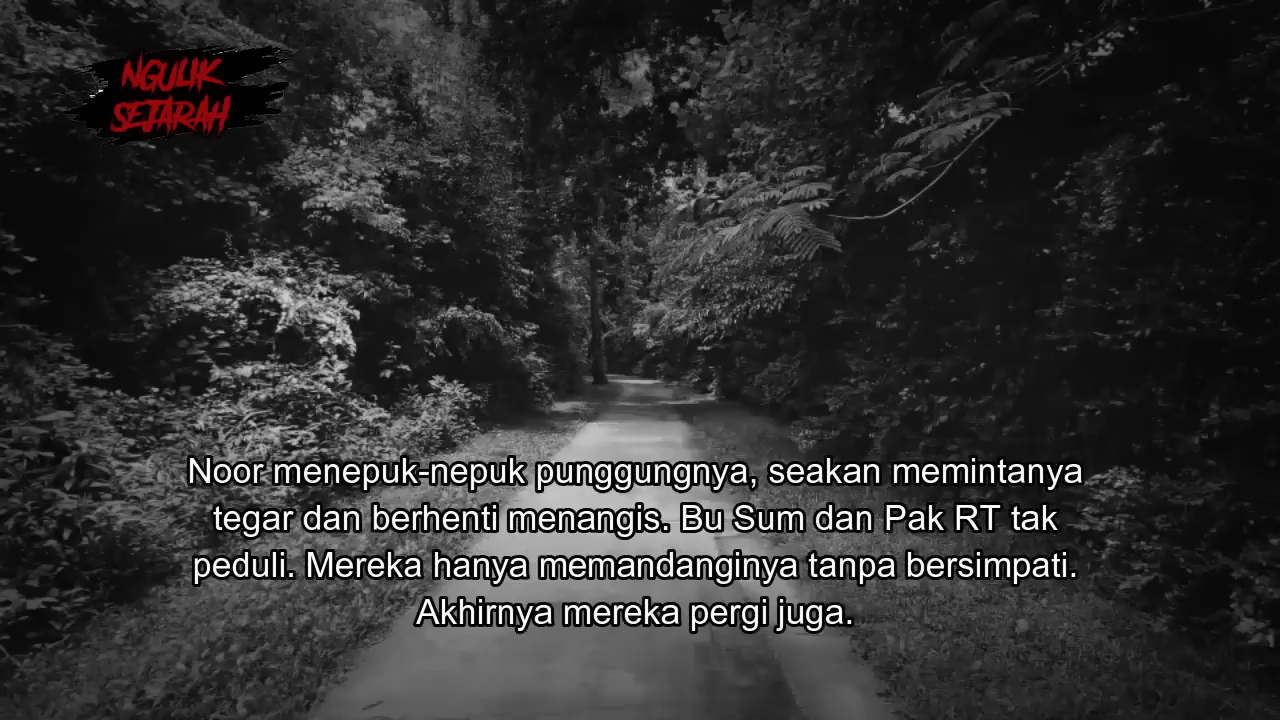 NGULIK
SEJARAH
Noor menepuk-nepuk punggungnya, seakan memintanya
tegar dan berhenti menangis. Bu Sum dan Pak RT tak
peduli. Mereka hanya memandanginya tanpa bersimpati.
Akhirnya mereka pergi juga.